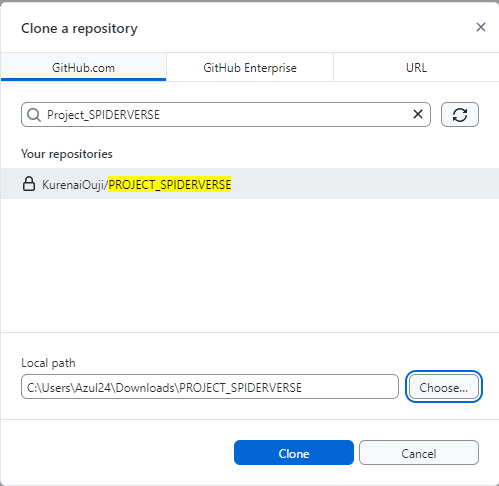 Clone a repository
GitHub.com GitHub Enterprise URL
Project_SPIDERVERSE
Your repositories
KurenaiOuji/PROJECT_SPIDERVERSE
Local path
C:\Users\Azul24\Downloads\PROJECT_SPIDERVERSE Choose...
Clone Cancel